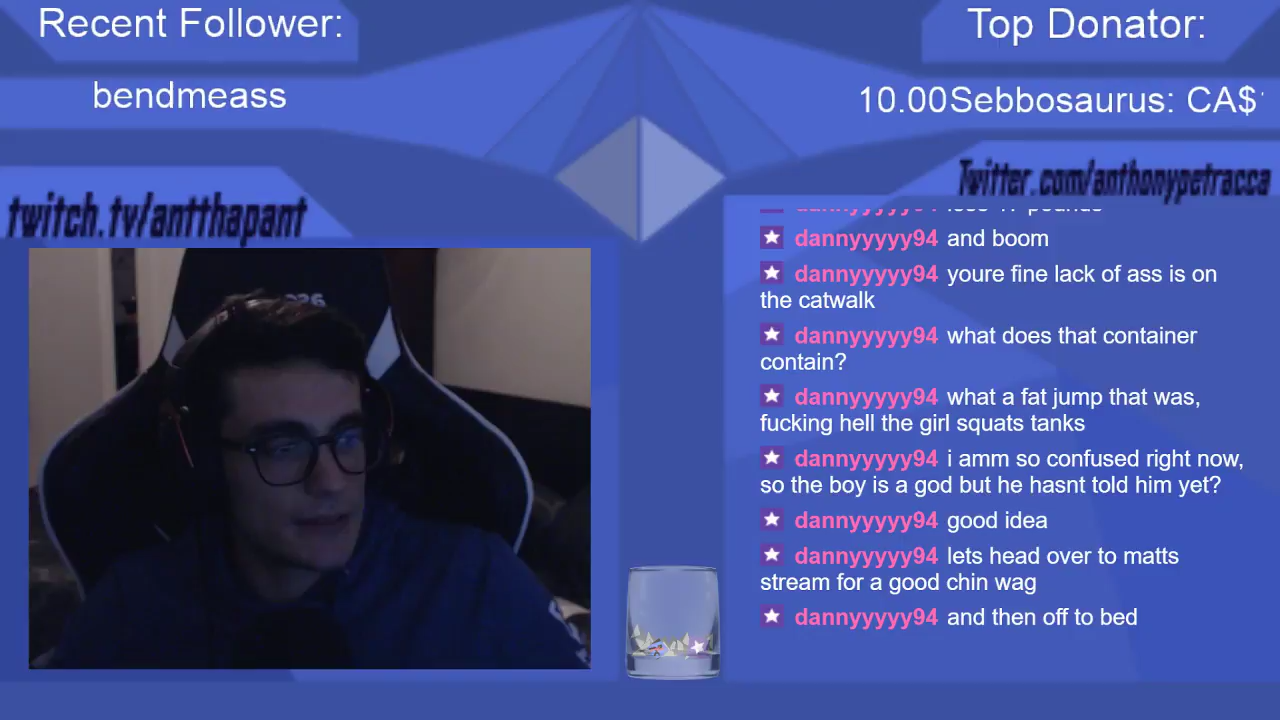 Recent Follower:
bendmeass
Top Donator:
10.00Sebbosaurus: CA$
twitch.tv/antthapant
Twitter.com/anthonypetracca
dannyyyyy94 and boom
dannyyyyy94 youre fine lack of ass is on
the catwalk
dannyyyyy94 what does that container
contain?
dannyyyyy94 what a fat jump that was,
fucking hell the girl squats tanks
dannyyyyy94 i amm so confused right now,
so the boy is a god but he hasnt told him yet?
dannyyyyy94 good idea
dannyyyyy94 lets head over to matts
stream for a good chin wag
dannyyyyy94 and then off to bed